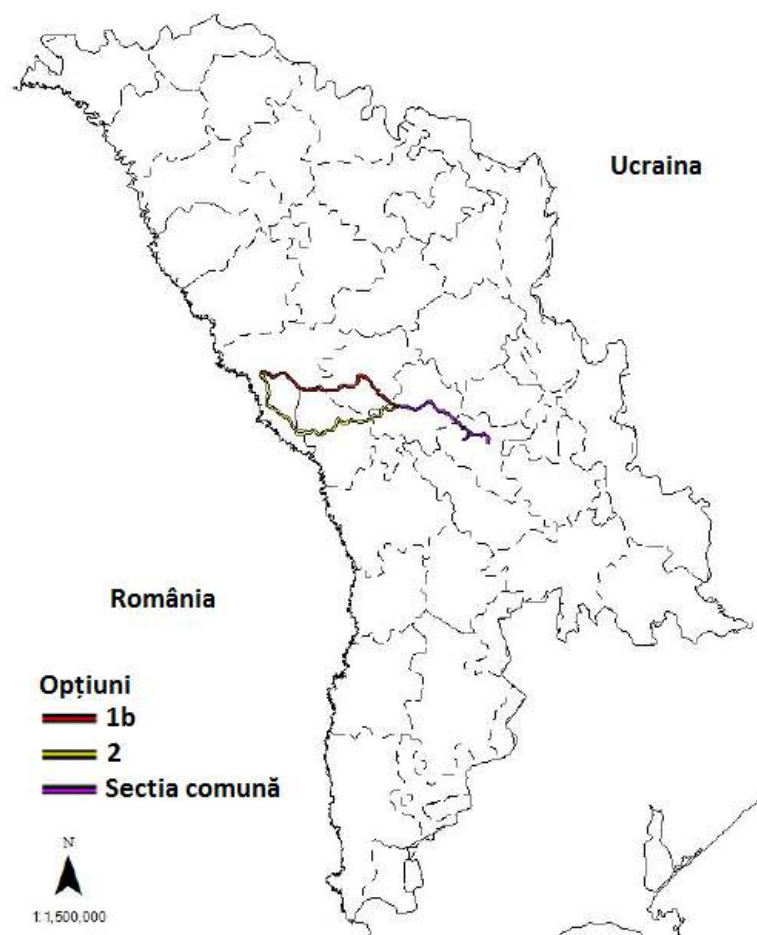 Ucraina
România
Opțiuni
1b
2
Sectia comună
N
1:1,500,000